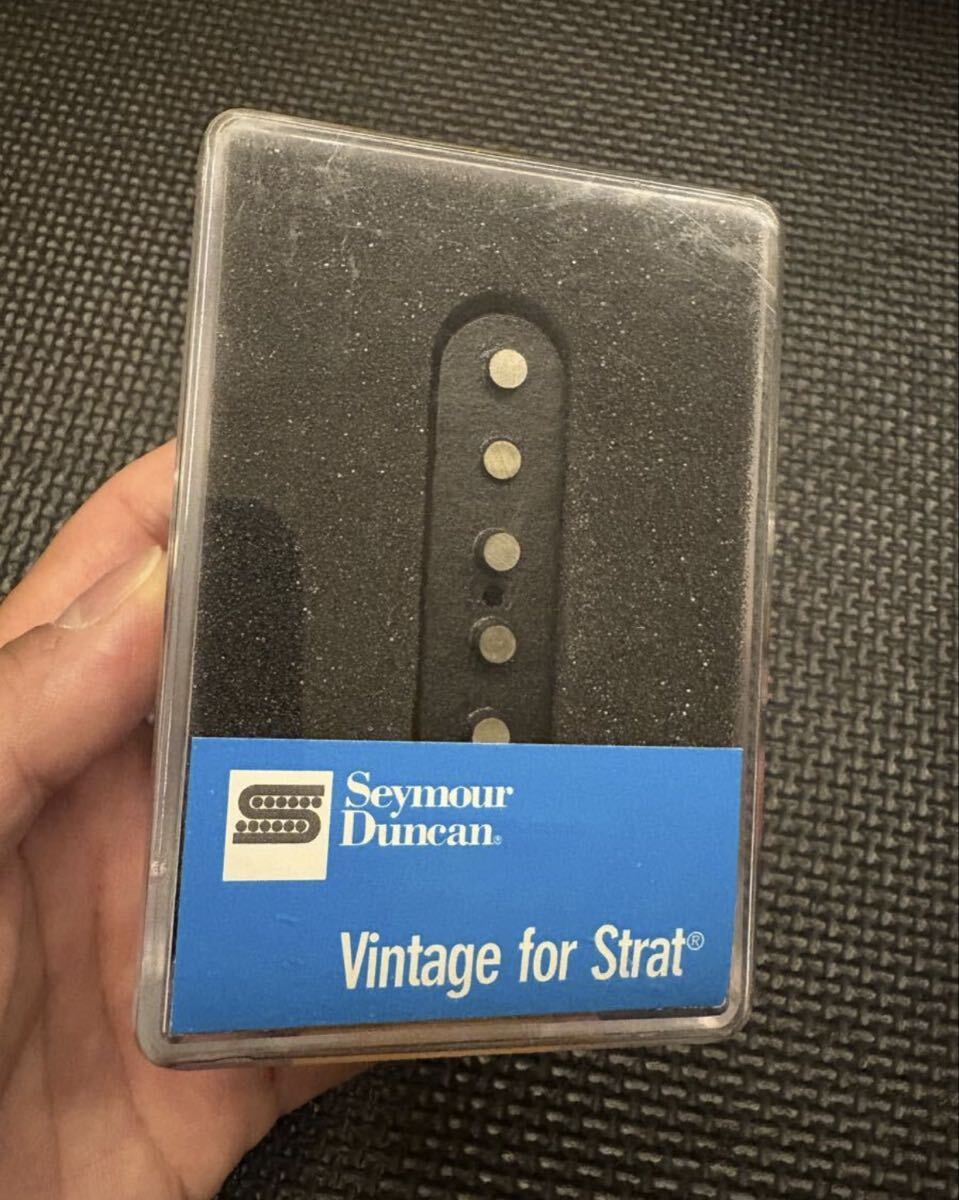 Seymour
Duncan®
Vintage for Strat®